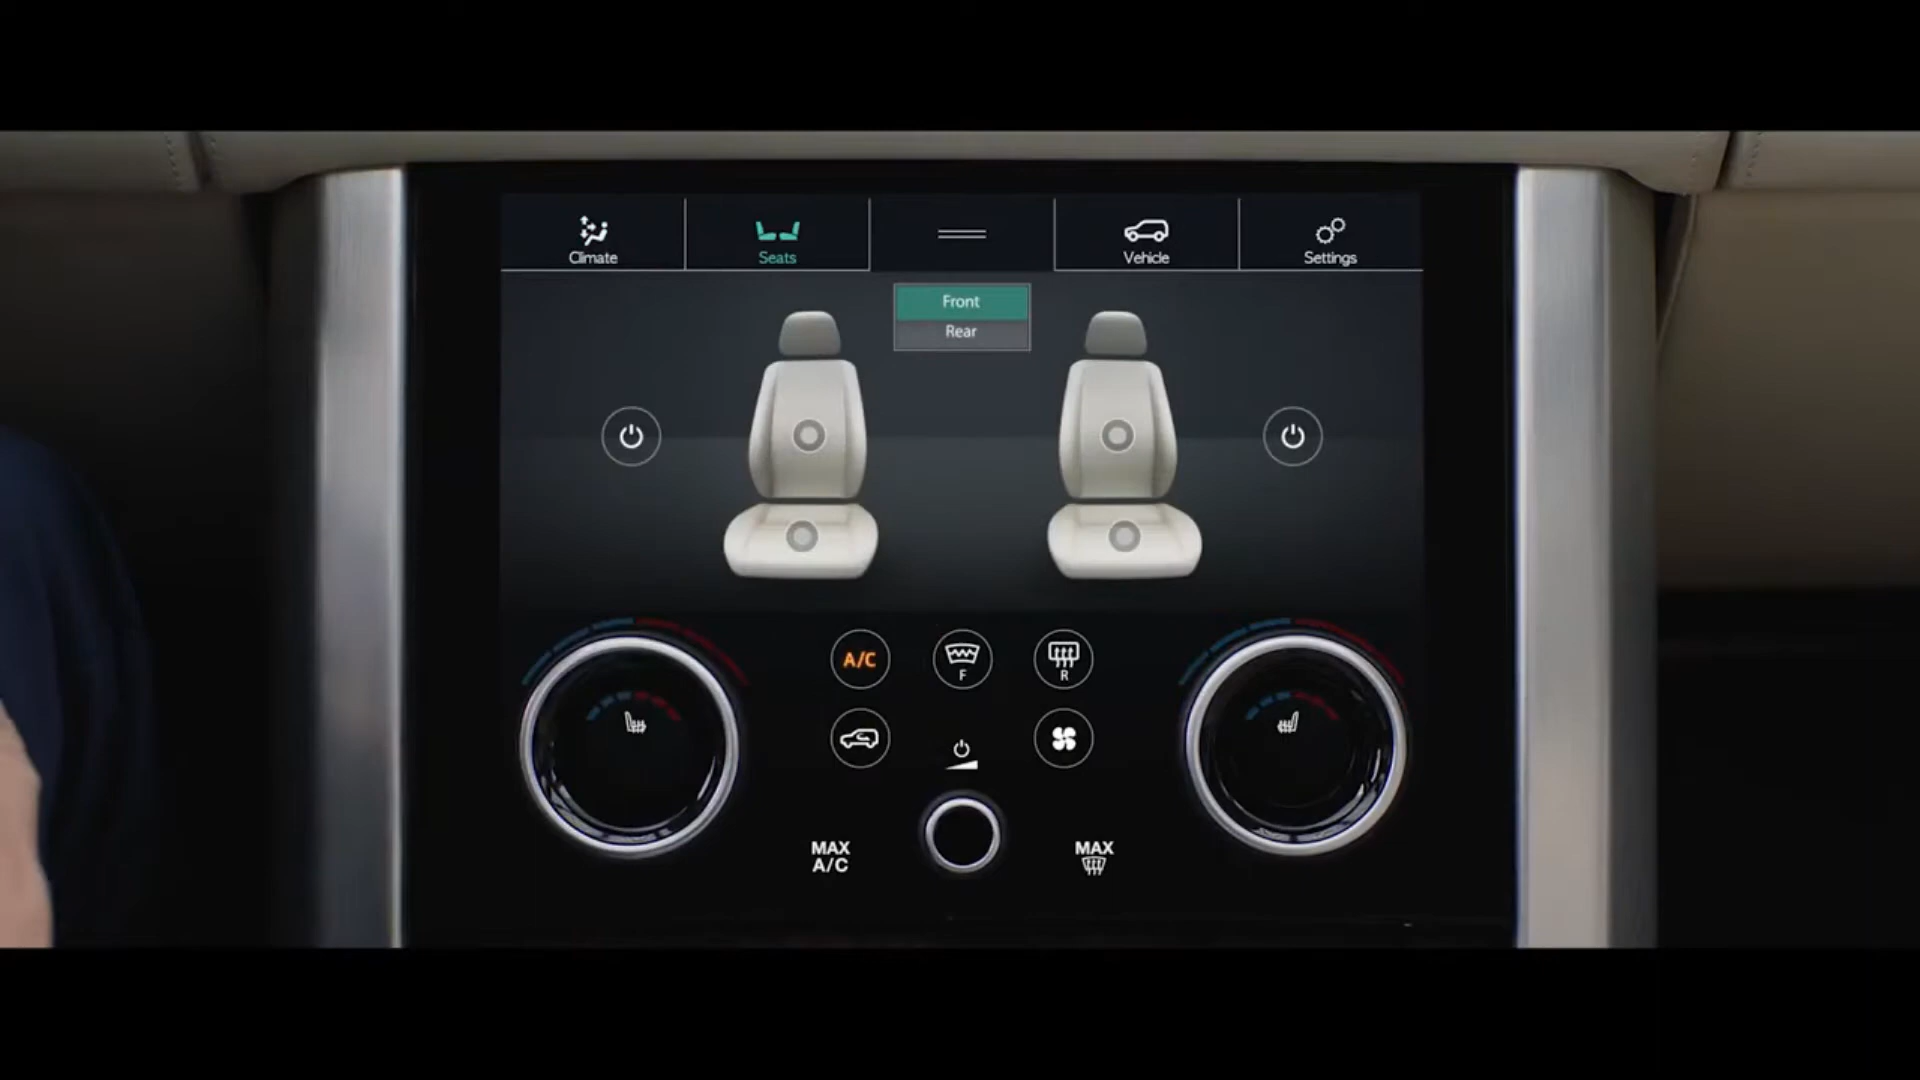 Climate
Seats
Vehicle
Settings
Front
Rear
A/C
F
R
MAX
A/C
MAX